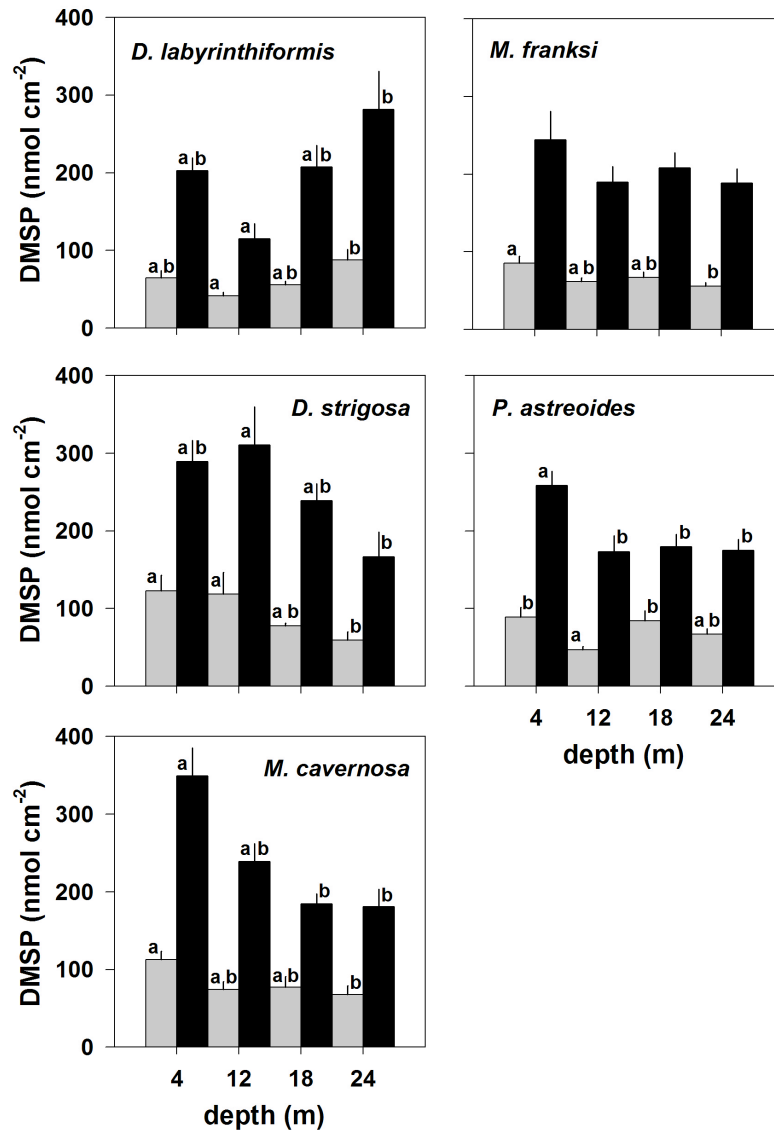 D. labyrinthiformis
DMSP (nmol cm⁻²)
400
300
200
100
0
a b
a b
a
a
a b
a b
b
b
M. franksi
a
a b
a b
b
D. strigosa
DMSP (nmol cm⁻²)
400
300
200
100
0
a
a b
a
a
a b
a b
b
b
P. astreoides
b
a
a
b
b
b
a b
b
4 12 18 24
depth (m)
M. cavernosa
DMSP (nmol cm⁻²)
400
300
200
100
0
a
a
a b
a b
a b
b
b
b
4 12 18 24
depth (m)